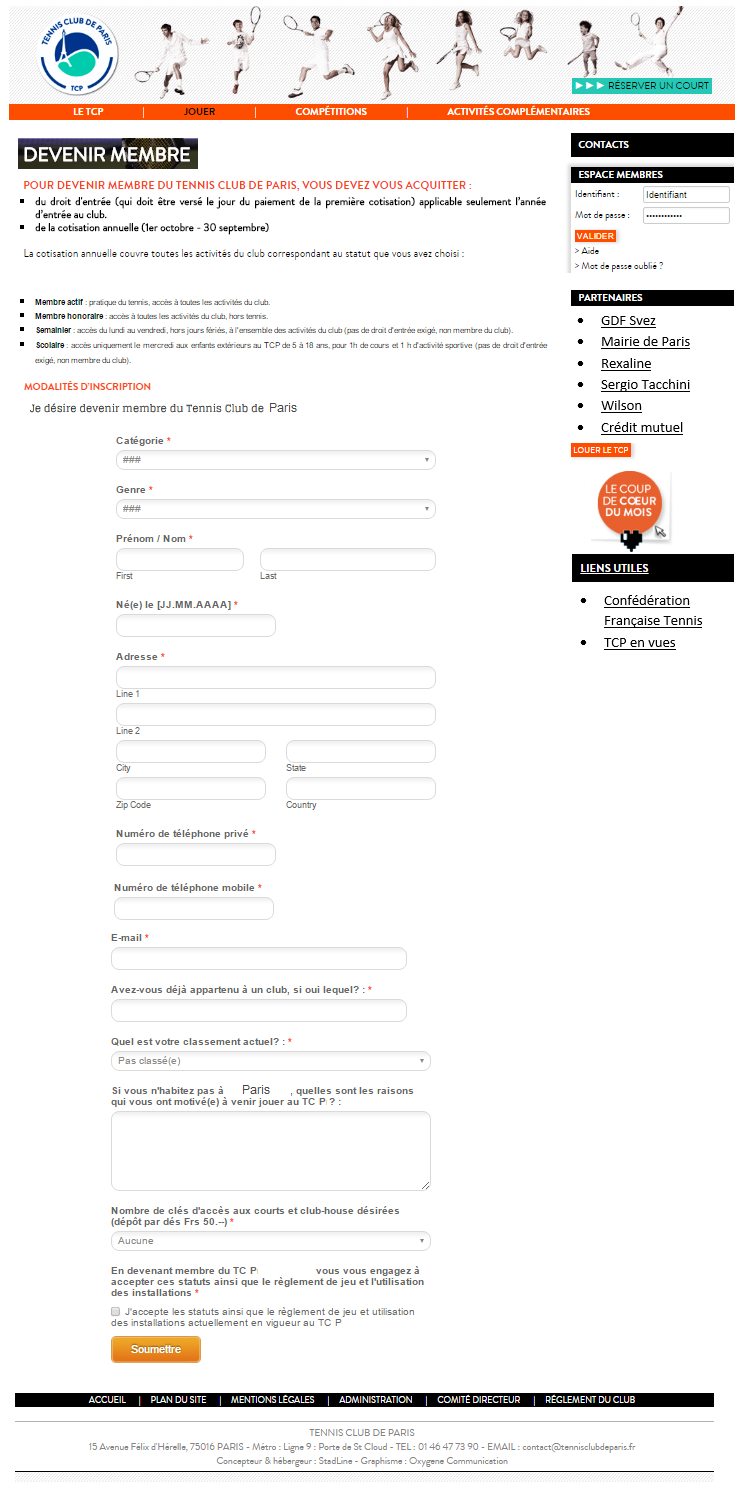 TENNIS CLUB DE PARIS
TCP
►►► RÉSERVER UN COURT
LE TCP | JOUER | COMPÉTITIONS | ACTIVITÉS COMPLÉMENTAIRES
DEVENIR MEMBRE
POUR DEVENIR MEMBRE DU TENNIS CLUB DE PARIS, VOUS DEVEZ VOUS ACQUITTER :
du droit d'entrée (qui doit être versé le jour du paiement de la première cotisation) applicable seulement l'année
d'entrée au club.
de la cotisation annuelle (1er octobre - 30 septembre)
La cotisation annuelle couvre toutes les activités du club correspondant au statut que vous avez choisi :
Membre actif : pratique du tennis, accès à toutes les activités du club.
Membre honoraire : accès à toutes les activités du club, hors tennis.
Semainier : accès du lundi au vendredi, hors jours fériés, à l'ensemble des activités du club (pas de droit d'entrée exigé, non membre du club).
Scolaire : accès uniquement le mercredi aux enfants extérieurs au TCP de 5 à 18 ans, pour 1h de cours et 1 h d'activité sportive (pas de droit d'entrée
exigé, non membre du club).
MODALITÉS D'INSCRIPTION
Je désire devenir membre du Tennis Club de Paris
Catégorie *
###
Genre *
###
Prénom / Nom *
First
Last
Né(e) le [JJ.MM.AAAA] *
Adresse *
Line 1
Line 2
City
State
Zip Code
Country
Numéro de téléphone privé *
Numéro de téléphone mobile *
E-mail *
Avez-vous déjà appartenu à un club, si oui lequel? : *
Quel est votre classement actuel? : *
Pas classé(e)
Si vous n'habitez pas à Paris , quelles sont les raisons
qui vous ont motivé(e) à venir jouer au TC P ? :
Nombre de clés d'accès aux courts et club-house désirées
(dépôt par dés Frs 50.--) *
Aucune
En devenant membre du TC P vous vous engagez à
accepter ces statuts ainsi que le règlement de jeu et l'utilisation
des installations *
J'accepte les statuts ainsi que le règlement de jeu et utilisation
des installations actuellement en vigueur au TC P
Soumettre
CONTACTS
ESPACE MEMBRES
Identifiant : Identifiant
Mot de passe : ••••••••••••
VALIDER
> Aide
> Mot de passe oublié ?
PARTENAIRES
GDF Svez
Mairie de Paris
Rexaline
Sergio Tacchini
Wilson
Crédit mutuel
LOUER LE TCP
LE COUP
DE CŒUR
DU MOIS
LIENS UTILES
Confédération
Française Tennis
TCP en vues
ACCUEIL | PLAN DU SITE | MENTIONS LÉGALES | ADMINISTRATION | COMITÉ DIRECTEUR | RÉGLEMENT DU CLUB
TENNIS CLUB DE PARIS
15 Avenue Félix d'Hérelle, 75016 PARIS - Métro : Ligne 9 : Porte de St Cloud - TEL : 01 46 47 73 90 - EMAIL : contact@tennisclubdeparis.fr
Concepteur & hébergeur : StadLine - Graphisme : Oxygene Communication